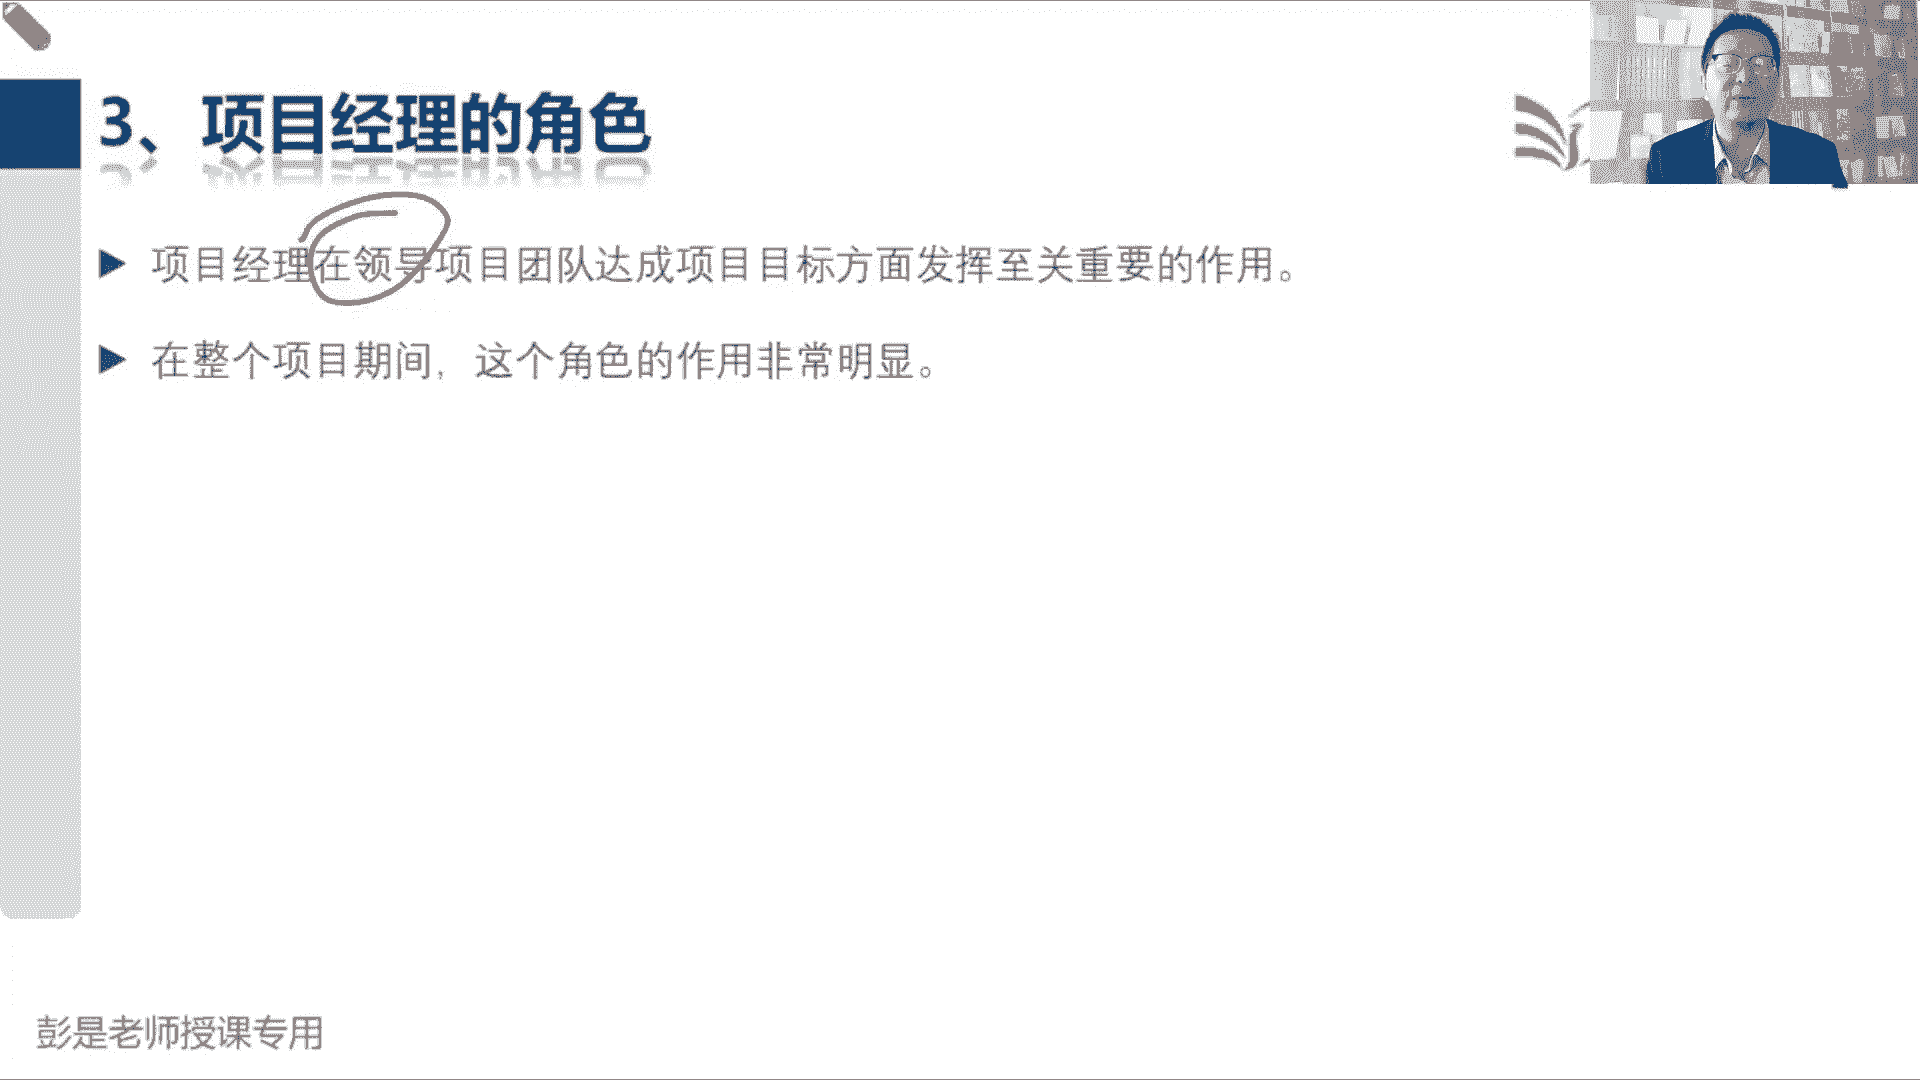 3、项目经理的角色
项目经理在领导项目团队达成项目目标方面发挥至关重要的作用。
在整个项目期间，这个角色的作用非常明显。
彭是老师授课专用